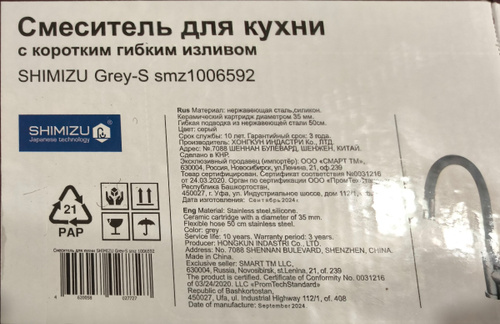 Смеситель для кухни
с коротким гибким изливом
SHIMIZU Grey-S smz1006592
SHIMIZU
Japanese technology
21
PAP
Rus Материал: нержавеющая сталь,силикон.
Керамический картридж диаметром 35 мм.
Гибкая подводка из нержавеющей стали 50см.
Цвет: серый
Срок службы: 10 лет. Гарантийный срок: 3 года.
Производитель: ХОНГКУН ИНДАСТРИ КО., ЛТД.
Адрес: №.7088 ШЕННАН БУЛЕВАРД, ШЕНЖЕН, КИТАЙ.
Сделано в КНР.
Эксклюзивный продавец (импортёр): ООО «СМАРТ ТМ»,
630004, Россия, Новосибирск, ул.Ленина, 21, оф.239
Товар сертифицирован. Сертификат соответствия №0031216
от 24.03.2020, Выдан ООО «ПромТех
Республики Башкортостан,
450027, г. Уфа, ул. Индустриальное шоссе, дом 112/1,
Дата изготовления: Сентябрь 2024г
Eng Material: Stainless steel,silicone.
Ceramic cartridge with a diameter of 35 mm.
Flexible hose 50 cm stainless steel.
Color: grey
Service life: 10 years. Warranty period: 3 years.
Producer: HONGKUN INDASTRI CO., LTD.
Address: No. 7088 SHENNAN BULEVARD, SHENZHEN, CHINA.
Made in China.
Exclusive seller: SMART TM LLC,
630004, Russia, Novosibirsk, st.Lenina, 21, of.239
The product is certified. Certificate of Conformity No. 0031216
of 03/24/2020. LLC «PromTechStandard»
Republic of Bashkortostan,
450027, Ufa, ul. Industrial Highway 112/1, of. 408
Date of manufacture: September 2024
Смеситель для кухни SHIMIZU Grey-S smz1006592